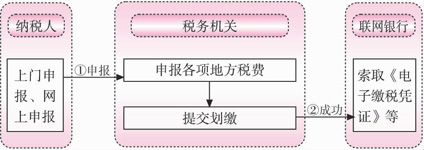 纳税人
税务机关
联网银行
上门申
报、网
上申报
①申报
申报各项地方税费
提交划缴
②成功
索取《电
子缴税凭
证》等